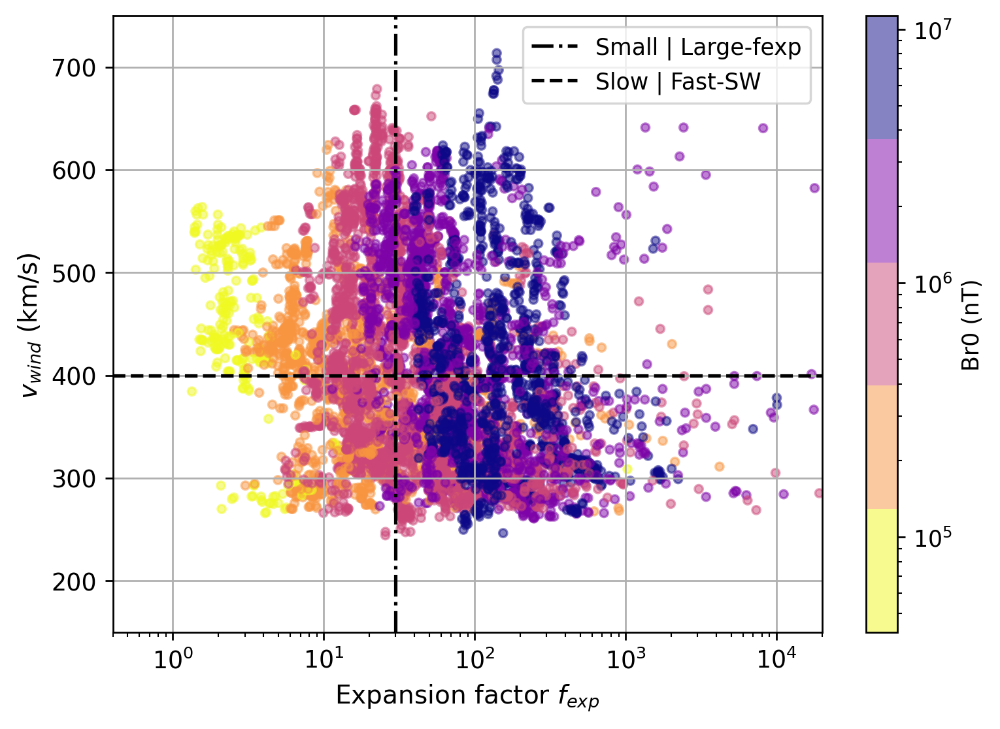 Small | Large-fexp
Slow | Fast-SW
700
600
500
400
300
200
v_wind (km/s)
10^0
10^1
10^2
10^3
10^4
Expansion factor f_exp
10^7
10^6
10^5
Br0 (nT)